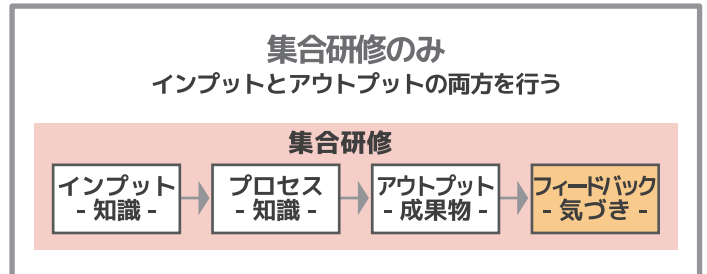 集合研修のみ
インプットとアウトプットの両方を行う
集合研修
インプット
- 知識 -
プロセス
- 知識 -
アウトプット
- 成果物 -
フィードバック
- 気づき -